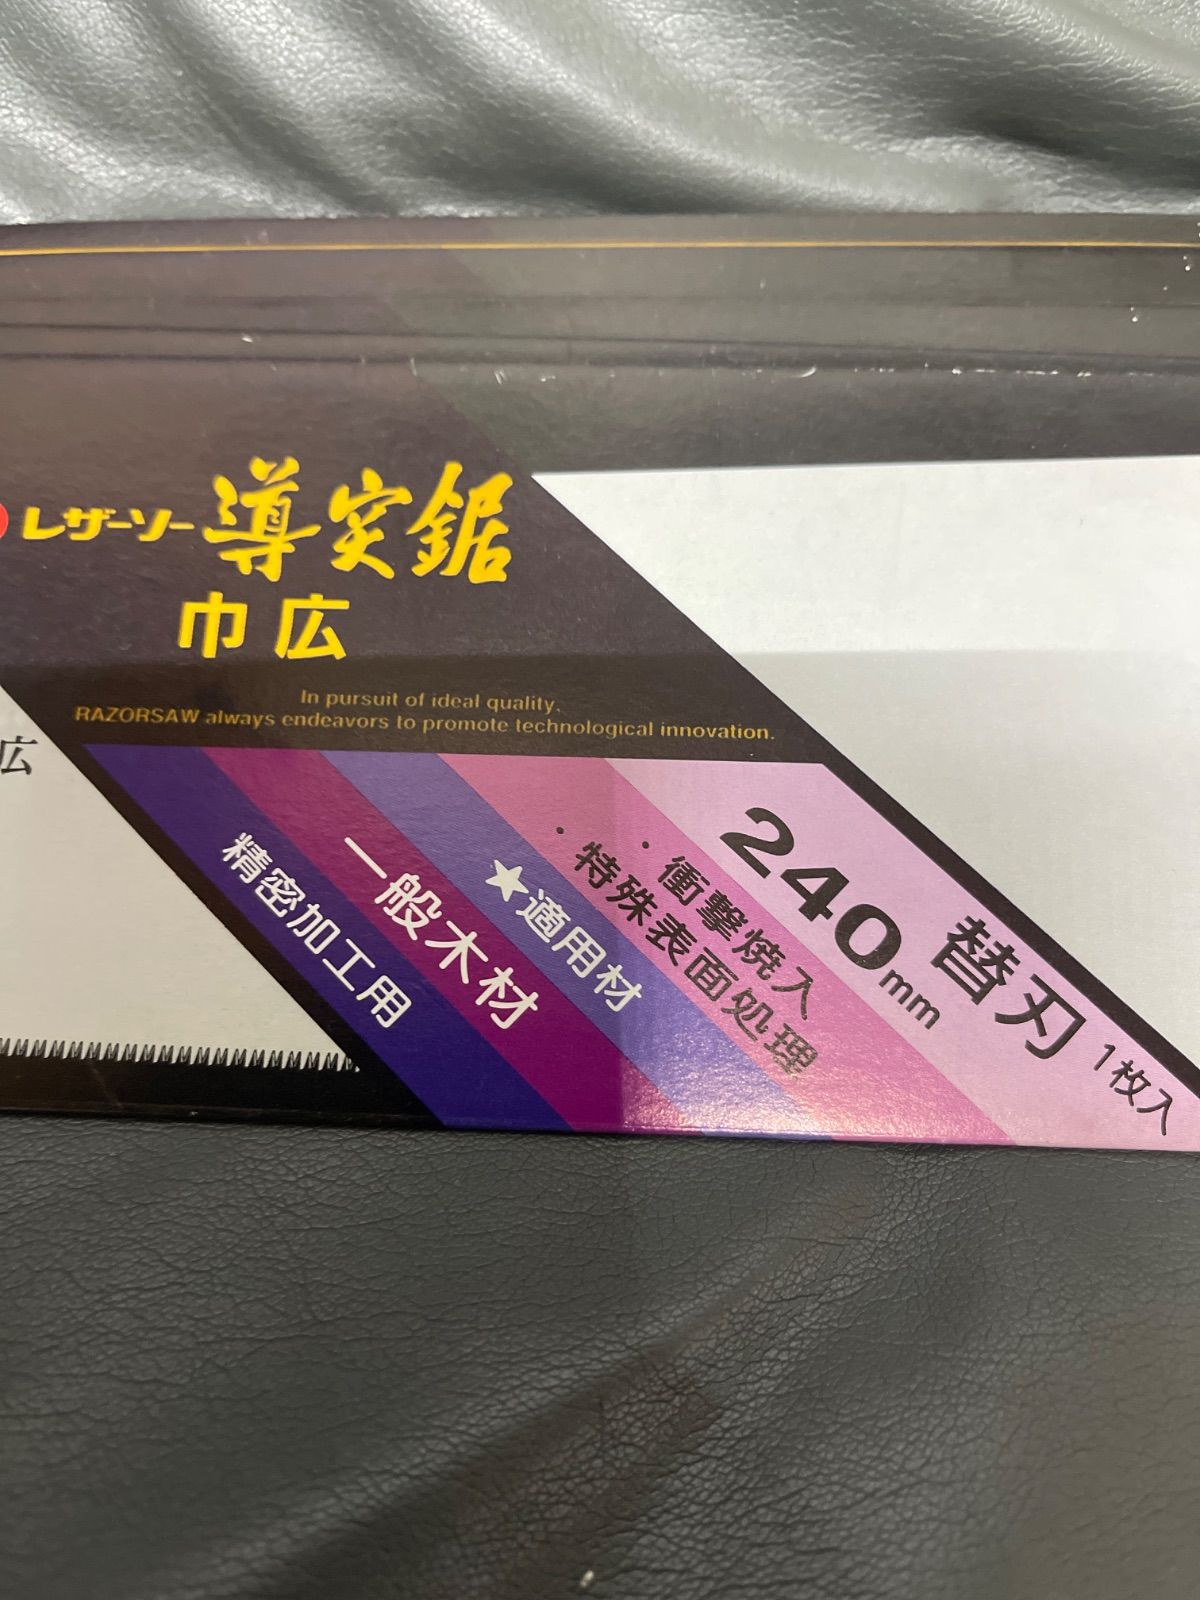 レザーソー 導突鋸
巾広
In pursuit of ideal quality,
RAZORSAW always endeavors to promote technological innovation.
広
240mm 替刃 1枚入
・衝撃焼入
・特殊表面処理
★適用材
一般木材
精密加工用